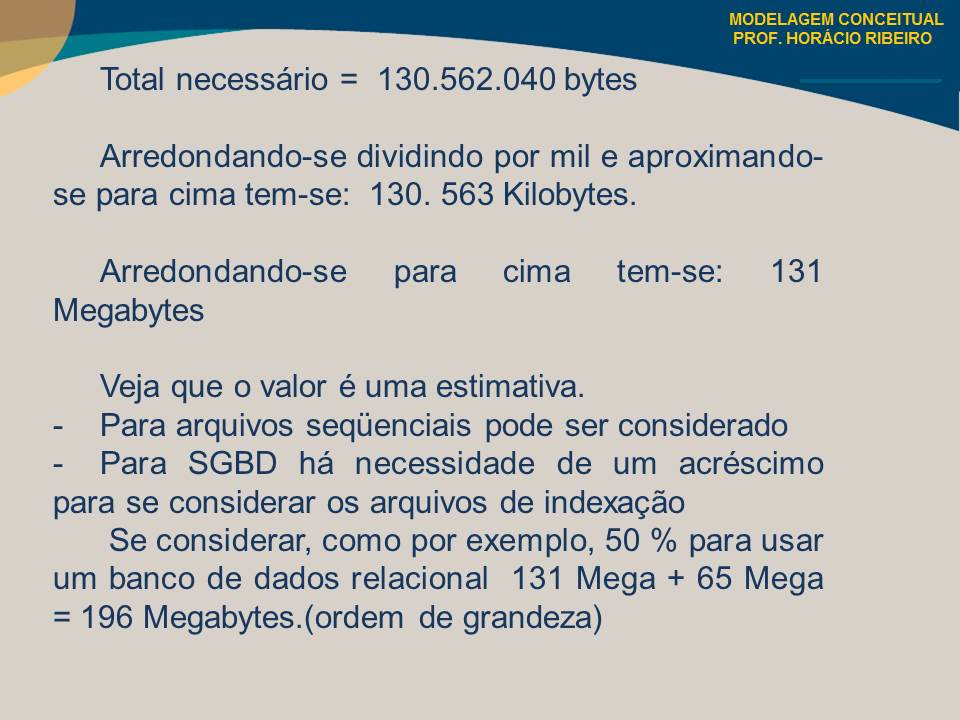 MODELAGEM CONCEITUAL
PROF. HORÁCIO RIBEIRO
Total necessário = 130.562.040 bytes
Arredondando-se dividindo por mil e aproximando-
se para cima tem-se: 130. 563 Kilobytes.
Arredondando-se para cima tem-se: 131
Megabytes
Veja que o valor é uma estimativa.
- Para arquivos seqüenciais pode ser considerado
- Para SGBD há necessidade de um acréscimo
para se considerar os arquivos de indexação
Se considerar, como por exemplo, 50 % para usar
um banco de dados relacional 131 Mega + 65 Mega
= 196 Megabytes.(ordem de grandeza)